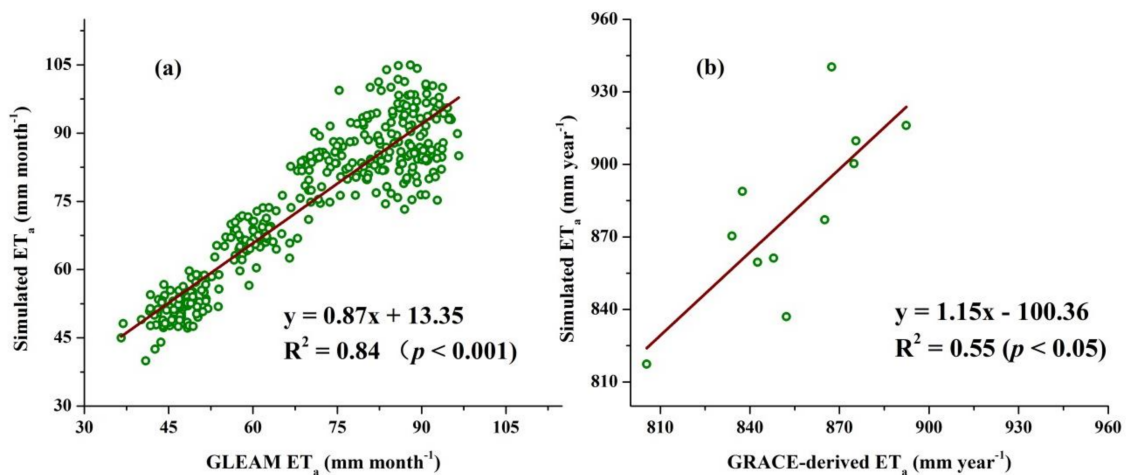 (a)
Simulated ETₐ (mm month⁻¹)
105
90
75
60
45
30
y = 0.87x + 13.35
R² = 0.84 （p < 0.001)
30 45 60 75 90 105
GLEAM ETₐ (mm month⁻¹)
(b)
Simulated ETₐ (mm year⁻¹)
960
930
900
870
840
810
y = 1.15x - 100.36
R² = 0.55 (p < 0.05)
810 840 870 900 930 960
GRACE-derived ETₐ (mm year⁻¹)